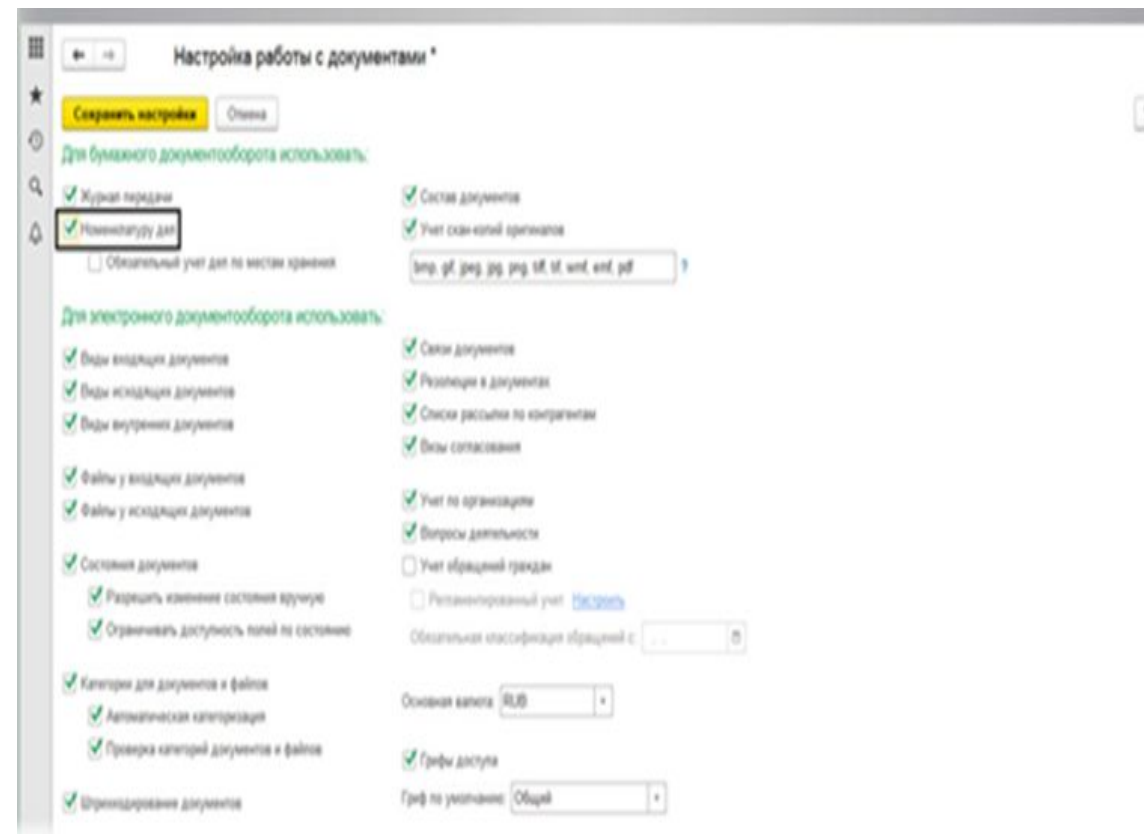 Настройка работы с документами *
Сохранить настройки Отмена
Для бумажного документооборота использовать:
Журнал передачи
Номенклатуру дел
Обязательный учет дел по местам хранения
Состав документов
Учет скан-копий оригиналов
bmp, gif, jpeg, jpg, png, tiff, tif, wmf, emf, pdf ?
Для электронного документооборота использовать:
Виды входящих документов
Виды исходящих документов
Виды внутренних документов
Файлы у входящих документов
Файлы у исходящих документов
Состояния документов
Разрешить изменение состояния вручную
Ограничивать доступность полей по состоянию
Категории для документов и файлов
Автоматическая категоризация
Проверка категорий документов и файлов
Штрихкодирование документов
Связи документов
Резолюции в документах
Списки рассылки по контрагентам
Визы согласования
Учет по организациям
Вопросы деятельности
Учет обращений граждан
Регламентированный учет Настроить
Обязательная классификация обращений с: . .
Основная валюта: RUB
Грифы доступа
Гриф по умолчанию: Общий